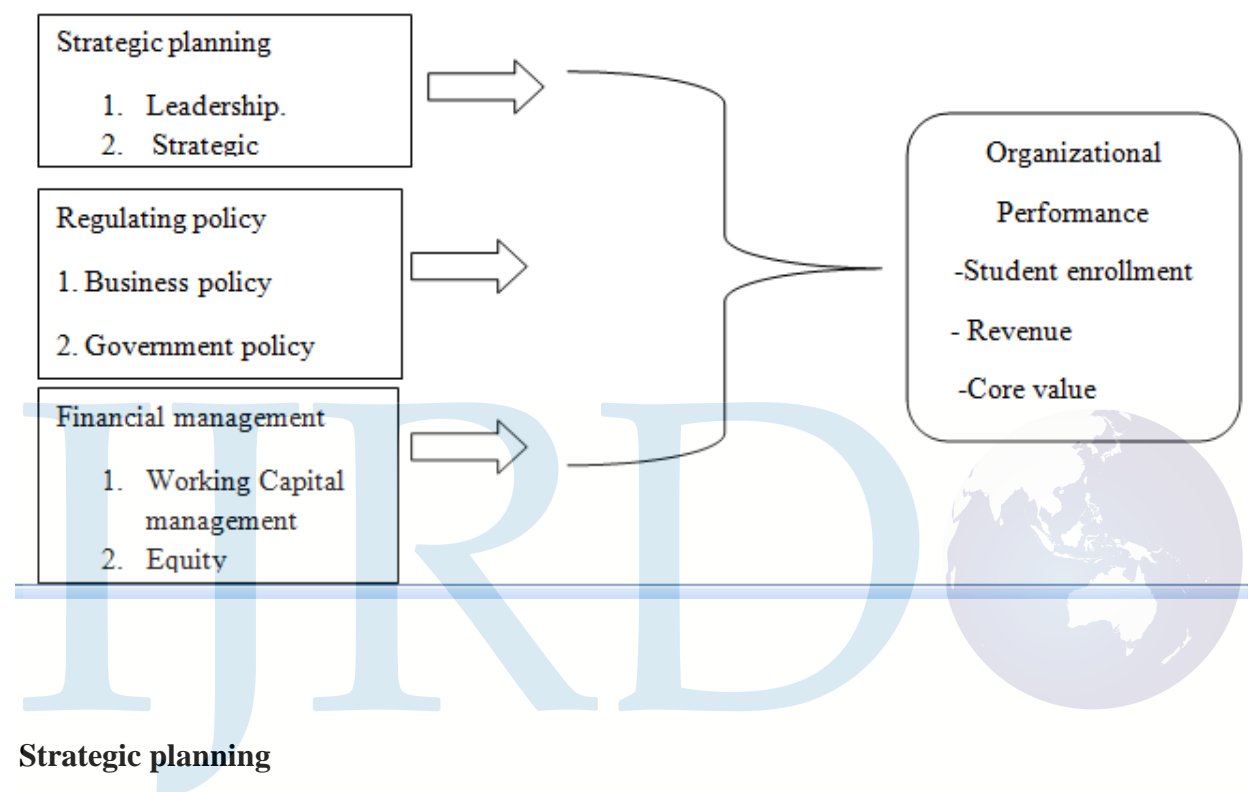 Strategic planning
1. Leadership.
2. Strategic
Regulating policy
1. Business policy
2. Government policy
Financial management
1. Working Capital
management
2. Equity
Organizational
Performance
-Student enrollment
- Revenue
-Core value
IJRD
Strategic planning